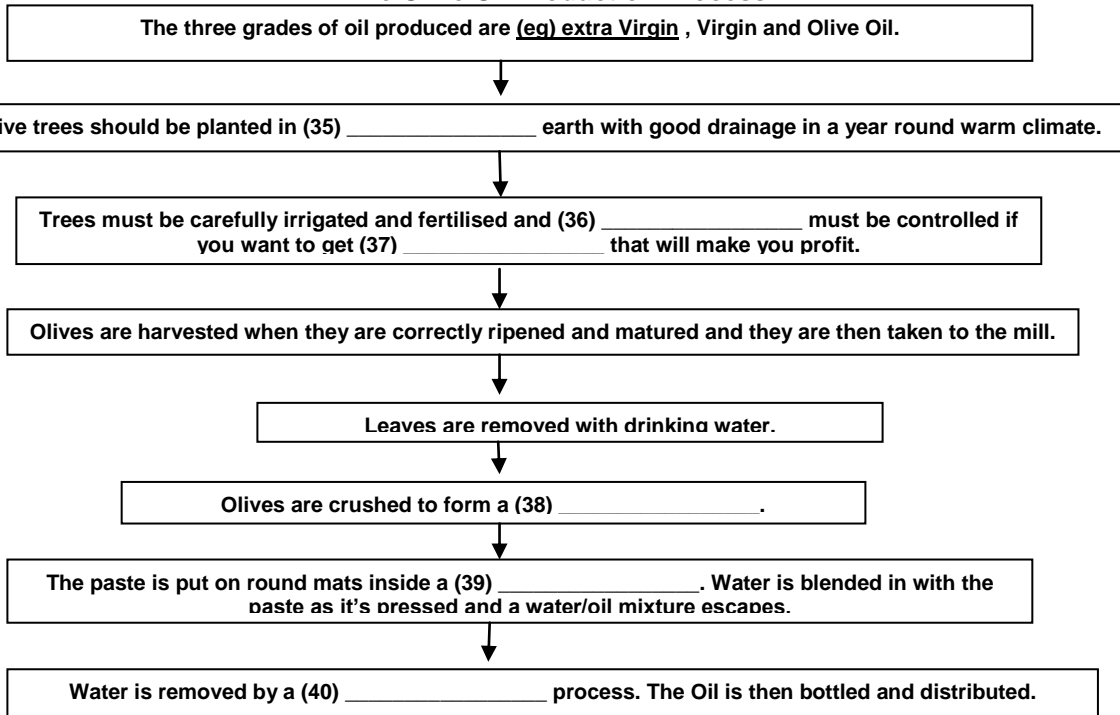 The three grades of oil produced are (eg) extra Virgin , Virgin and Olive Oil.
trees should be planted in (35) ________________ earth with good drainage in a year round warm climate.
Trees must be carefully irrigated and fertilised and (36) _________________ must be controlled if
you want to get (37) _________________ that will make you profit.
Olives are harvested when they are correctly ripened and matured and they are then taken to the mill.
Leaves are removed with drinking water.
Olives are crushed to form a (38) _________________.
The paste is put on round mats inside a (39) _________________. Water is blended in with the
paste as it's pressed and a water/oil mixture escapes.
Water is removed by a (40) _________________ process. The Oil is then bottled and distributed.